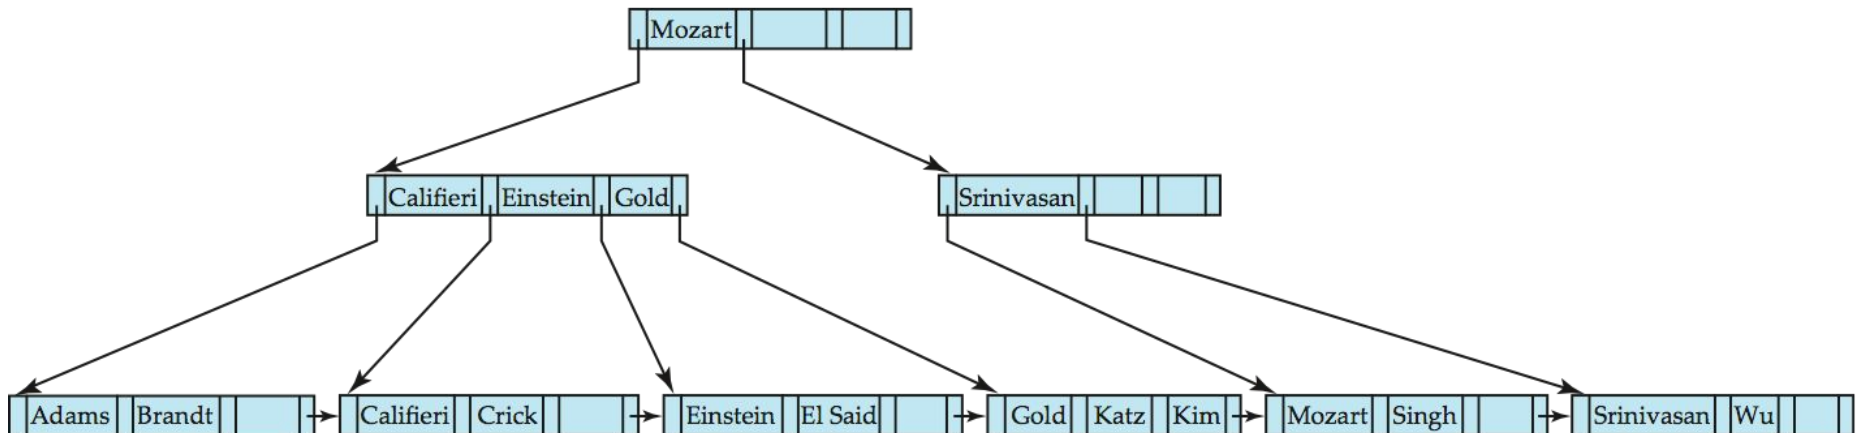 Mozart
Califieri Einstein Gold
Srinivasan
Adams Brandt
Califieri Crick
Einstein El Said
Gold Katz Kim
Mozart Singh
Srinivasan Wu